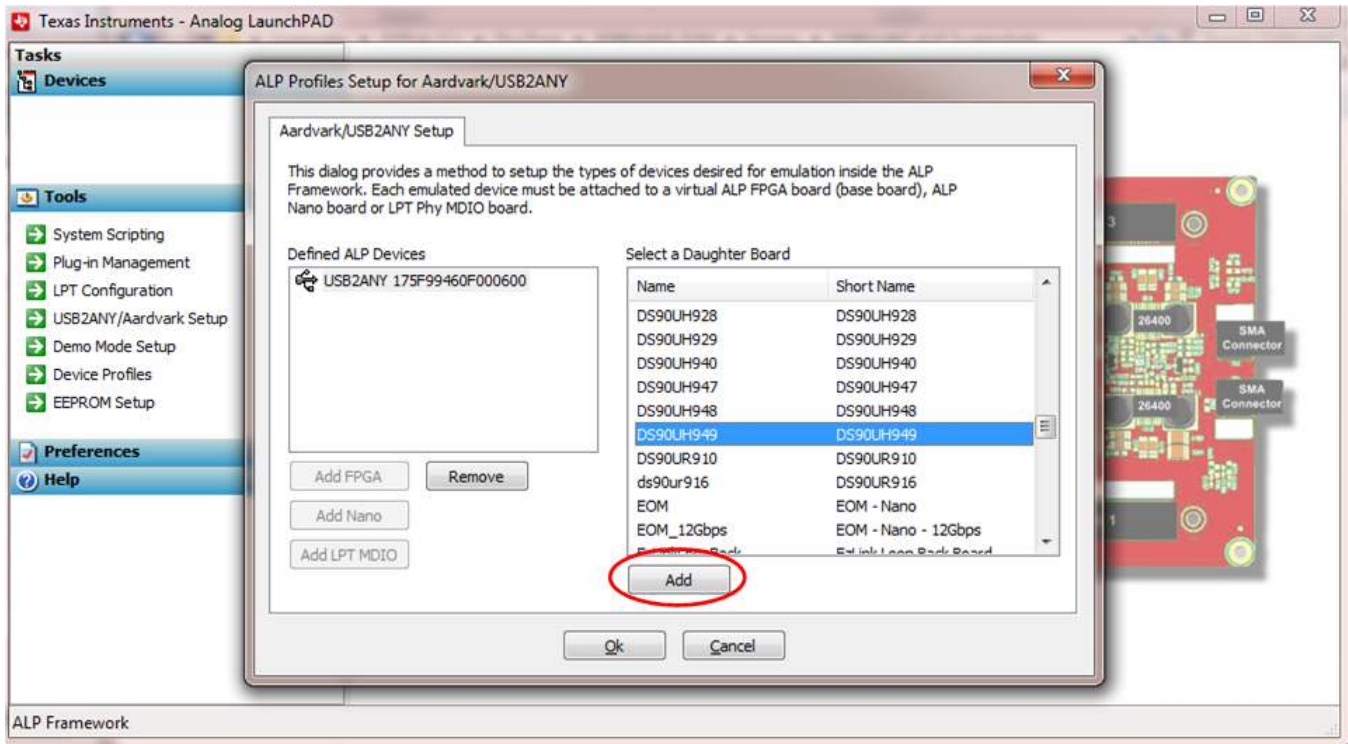 Texas Instruments - Analog LaunchPAD
Tasks
Devices
Tools
System Scripting
Plug-in Management
LPT Configuration
USB2ANY/Aardvark Setup
Demo Mode Setup
Device Profiles
EEPROM Setup
Preferences
Help
ALP Profiles Setup for Aardvark/USB2ANY
Aardvark/USB2ANY Setup
This dialog provides a method to setup the types of devices desired for emulation inside the ALP
Framework. Each emulated device must be attached to a virtual ALP FPGA board (base board), ALP
Nano board or LPT Phy MDIO board.
Defined ALP Devices
USB2ANY 175F99460F000600
Add FPGA
Remove
Add Nano
Add LPT MDIO
Select a Daughter Board
Name Short Name
DS90UH928 DS90UH928
DS90UH929 DS90UH929
DS90UH940 DS90UH940
DS90UH947 DS90UH947
DS90UH948 DS90UH948
DS90UH949 DS90UH949
DS90UR910 DS90UR910
ds90ur916 DS90UR916
EOM EOM - Nano
EOM_12Gbps EOM - Nano - 12Gbps
Add
Ok
Cancel
3
26400
SMA
Connector
SMA
26400
Connector
1
ALP Framework